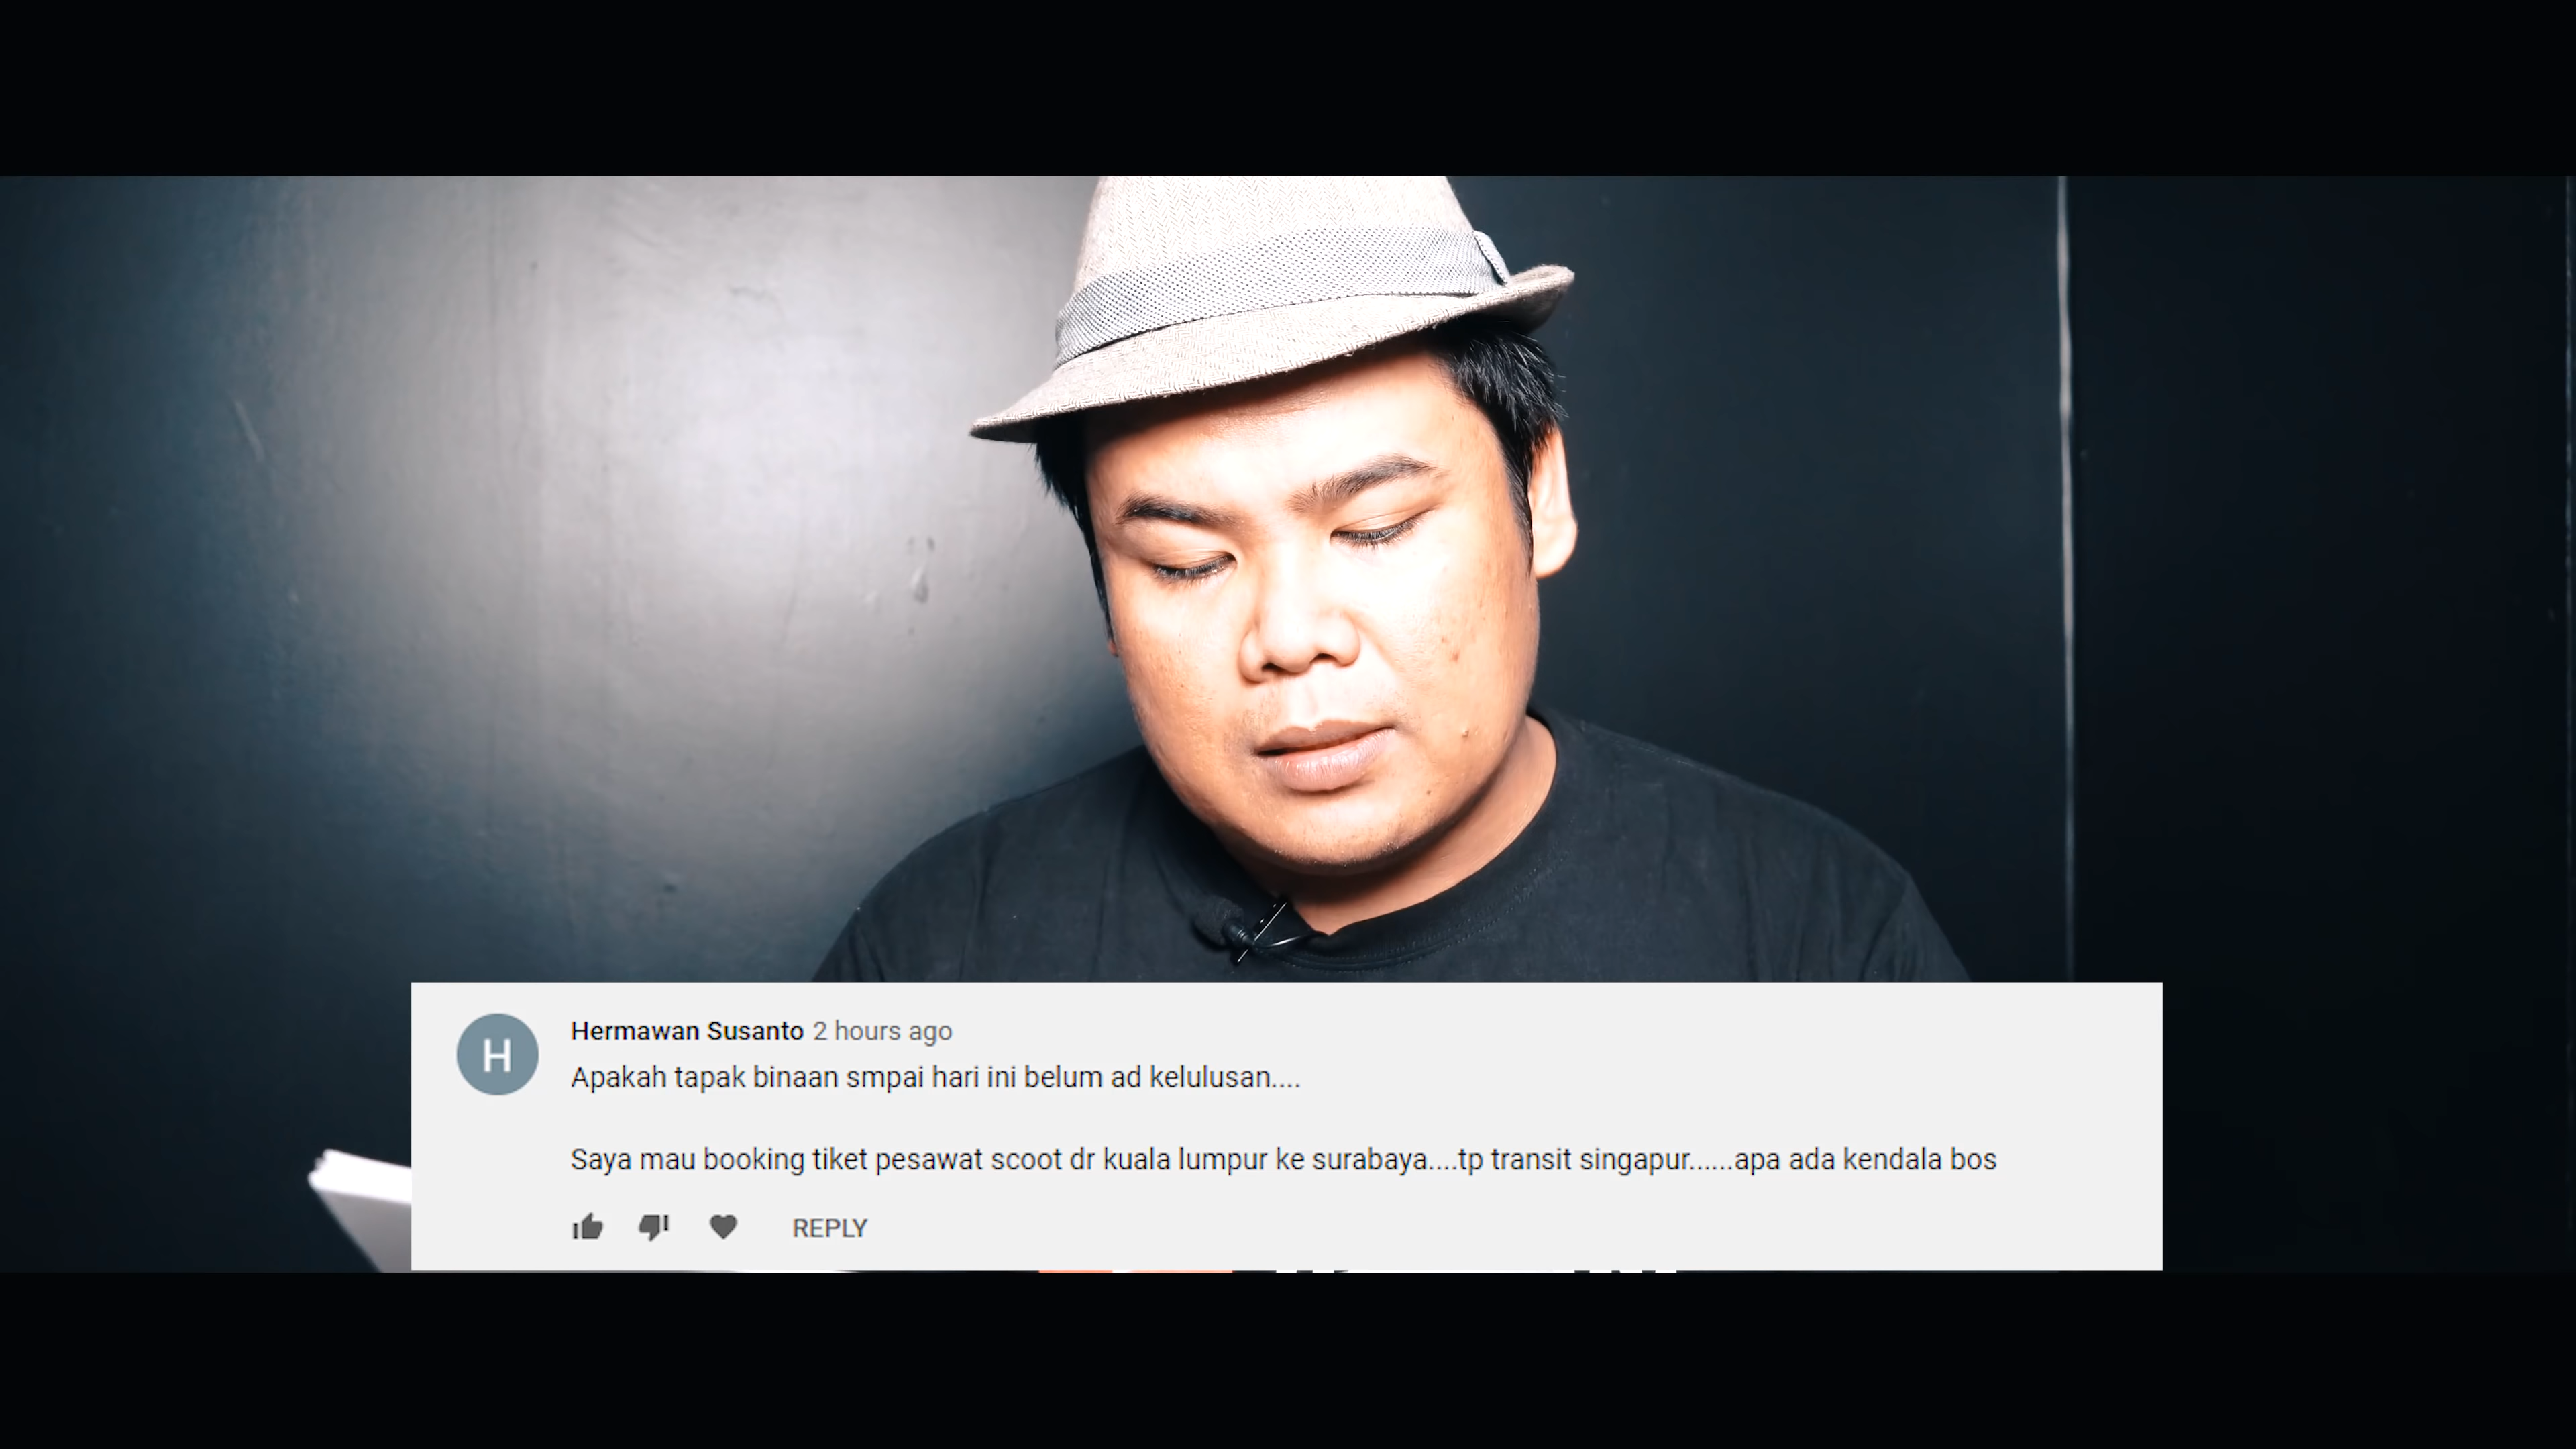 H
Hermawan Susanto 2 hours ago
Apakah tapak binaan smpai hari ini belum ad kelulusan....
Saya mau booking tiket pesawat scoot dr kuala lumpur ke surabaya....tp transit singapur......apa ada kendala bos
REPLY